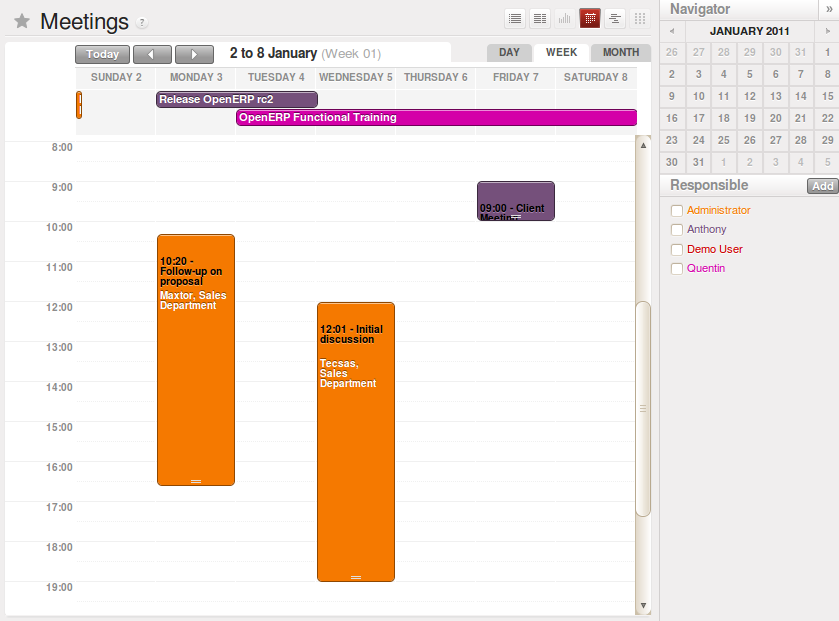 Meetings ?
Navigator »
Today 2 to 8 January (Week 01) DAY WEEK MONTH
JANUARY 2011
26 27 28 29 30 31 1
2 3 4 5 6 7 8
9 10 11 12 13 14 15
16 17 18 19 20 21 22
23 24 25 26 27 28 29
30 31 1 2 3 4 5
SUNDAY 2 MONDAY 3 TUESDAY 4 WEDNESDAY 5 THURSDAY 6 FRIDAY 7 SATURDAY 8
Release OpenERP rc2
OpenERP Functional Training
8:00
9:00
10:00
11:00
12:00
13:00
14:00
15:00
16:00
17:00
18:00
19:00
10:20 -
Follow-up on
proposal
Maxtor, Sales
Department
12:01 - Initial
discussion
Tecsas,
Sales
Department
09:00 - Client
Responsible Add
Administrator
Anthony
Demo User
Quentin